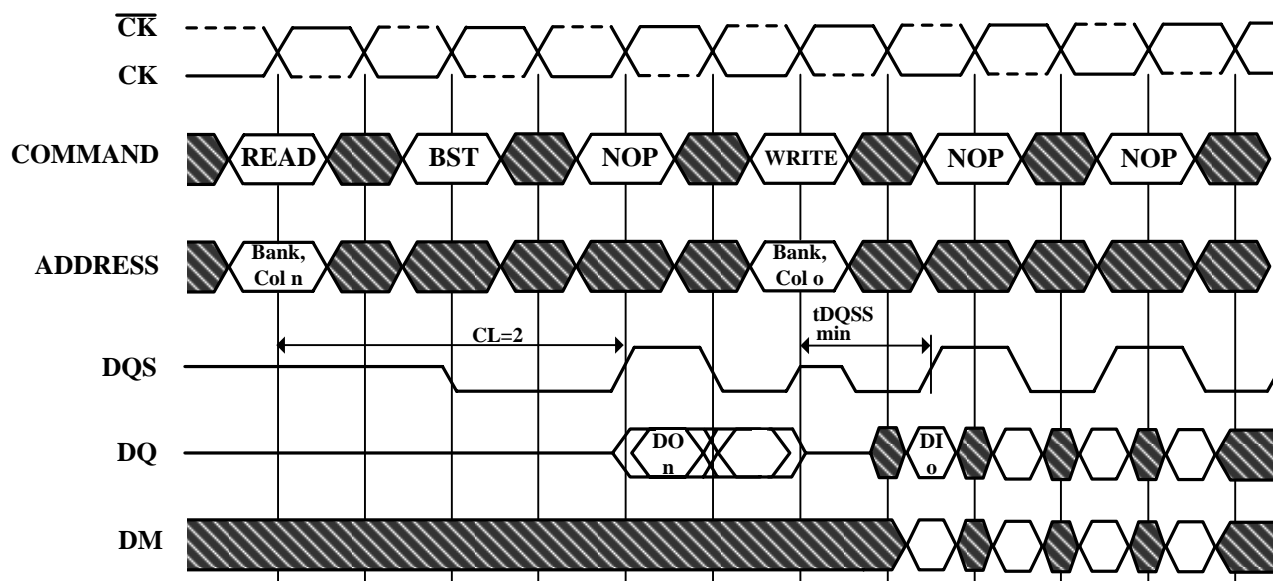 CK
CK
COMMAND
READ
BST
NOP
WRITE
NOP
NOP
ADDRESS
Bank,
Col n
Bank,
Col o
CL=2
tDQSS
min
DQS
DQ
DO
n
DI
o
DM